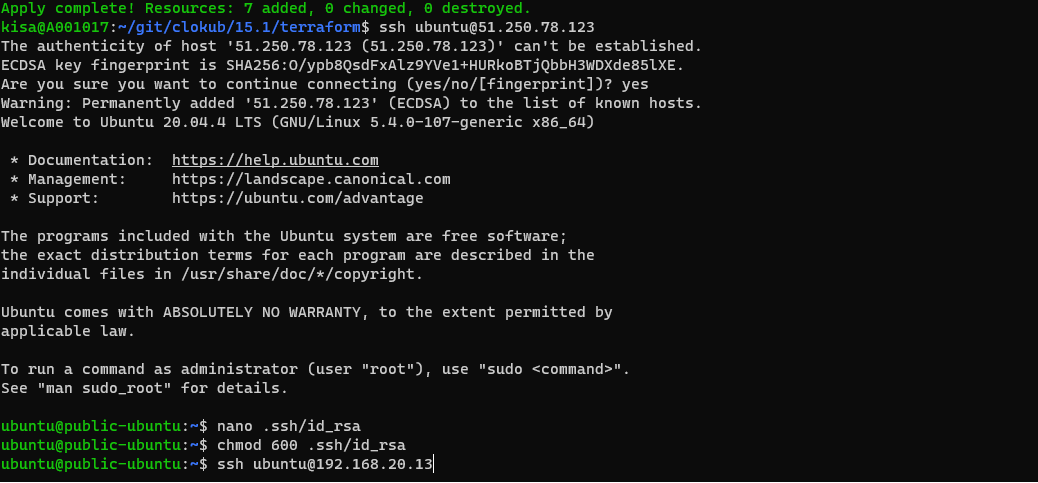 Apply complete! Resources: 7 added, 0 changed, 0 destroyed.
kisa@A001017:~/git/clokub/15.1/terraform$ ssh ubuntu@51.250.78.123
The authenticity of host '51.250.78.123 (51.250.78.123)' can't be established.
ECDSA key fingerprint is SHA256:O/ypb8QsdFxAlz9YVe1+HURkoBTjQbbH3WDXde85lXE.
Are you sure you want to continue connecting (yes/no/[fingerprint])? yes
Warning: Permanently added '51.250.78.123' (ECDSA) to the list of known hosts.
Welcome to Ubuntu 20.04.4 LTS (GNU/Linux 5.4.0-107-generic x86_64)
* Documentation:  https://help.ubuntu.com
* Management:     https://landscape.canonical.com
* Support:        https://ubuntu.com/advantage
The programs included with the Ubuntu system are free software;
the exact distribution terms for each program are described in the
individual files in /usr/share/doc/*/copyright.
Ubuntu comes with ABSOLUTELY NO WARRANTY, to the extent permitted by
applicable law.
To run a command as administrator (user "root"), use "sudo <command>".
See "man sudo_root" for details.
ubuntu@public-ubuntu:~$ nano .ssh/id_rsa
ubuntu@public-ubuntu:~$ chmod 600 .ssh/id_rsa
ubuntu@public-ubuntu:~$ ssh ubuntu@192.168.20.13